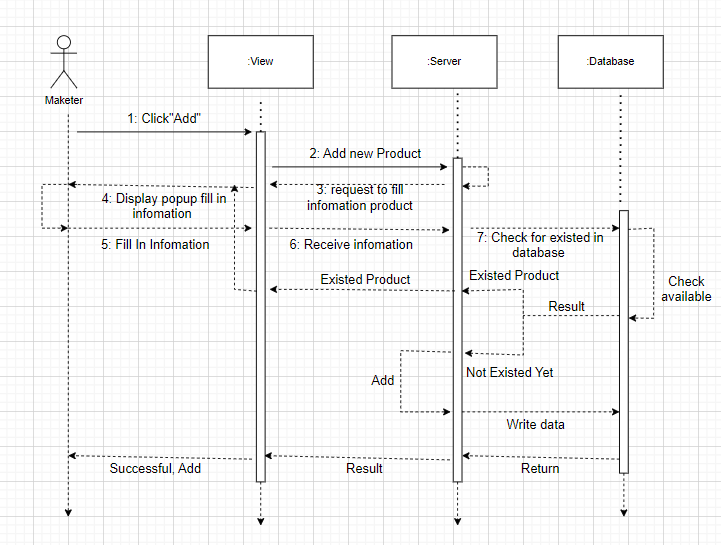 :View
:Server
:Database
Maketer
1: Click"Add"
2: Add new Product
3: request to fill
infomation product
4: Display popup fill in
infomation
5: Fill In Infomation
6: Receive infomation
7: Check for existed in
database
Check
available
Existed Product
Existed Product
Result
Not Existed Yet
Add
Write data
Successful, Add
Result
Return